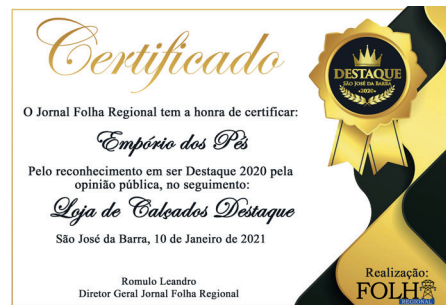 Certificado
DESTAQUE
SÃO JOSÉ DA BARRA
2020
O Jornal Folha Regional tem a honra de certificar:
Empório dos Pés
Pelo reconhecimento em ser Destaque 2020 pela
opinião pública, no seguimento:
Loja de Calçados Destaque
São José da Barra, 10 de Janeiro de 2021
Romulo Leandro
Diretor Geral Jornal Folha Regional
Realização:
FOLH
REGIONAL